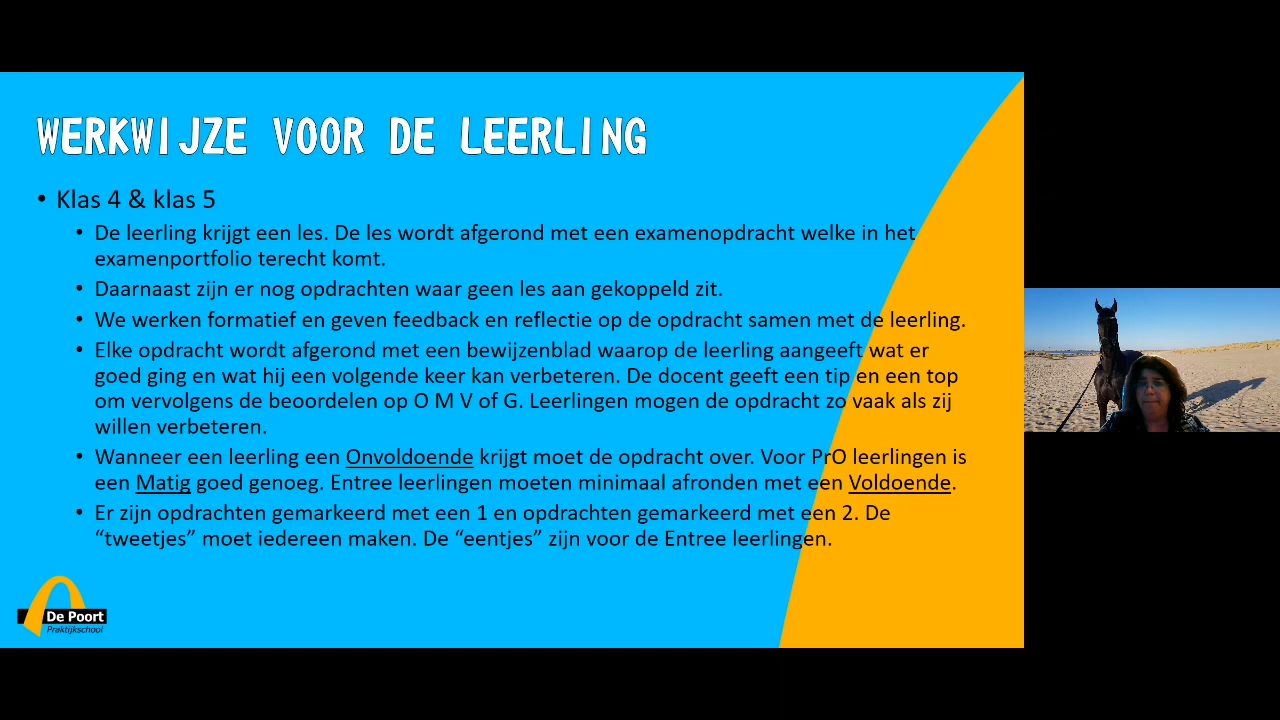 WERKWIJZE VOOR DE LEERLING
• Klas 4 & klas 5
• De leerling krijgt een les. De les wordt afgerond met een examenopdracht welke in het
examenportfolio terecht komt.
• Daarnaast zijn er nog opdrachten waar geen les aan gekoppeld zit.
• We werken formatief en geven feedback en reflectie op de opdracht samen met de leerling.
• Elke opdracht wordt afgerond met een bewijzenblad waarop de leerling aangeeft wat er
goed ging en wat hij een volgende keer kan verbeteren. De docent geeft een tip en een top
om vervolgens de beoordelen op O M V of G. Leerlingen mogen de opdracht zo vaak als zij
willen verbeteren.
• Wanneer een leerling een Onvoldoende krijgt moet de opdracht over. Voor PrO leerlingen is
een Matig goed genoeg. Entree leerlingen moeten minimaal afronden met een Voldoende.
• Er zijn opdrachten gemarkeerd met een 1 en opdrachten gemarkeerd met een 2. De
“tweetjes” moet iedereen maken. De “eentjes” zijn voor de Entree leerlingen.
De Poort
Praktijkschool